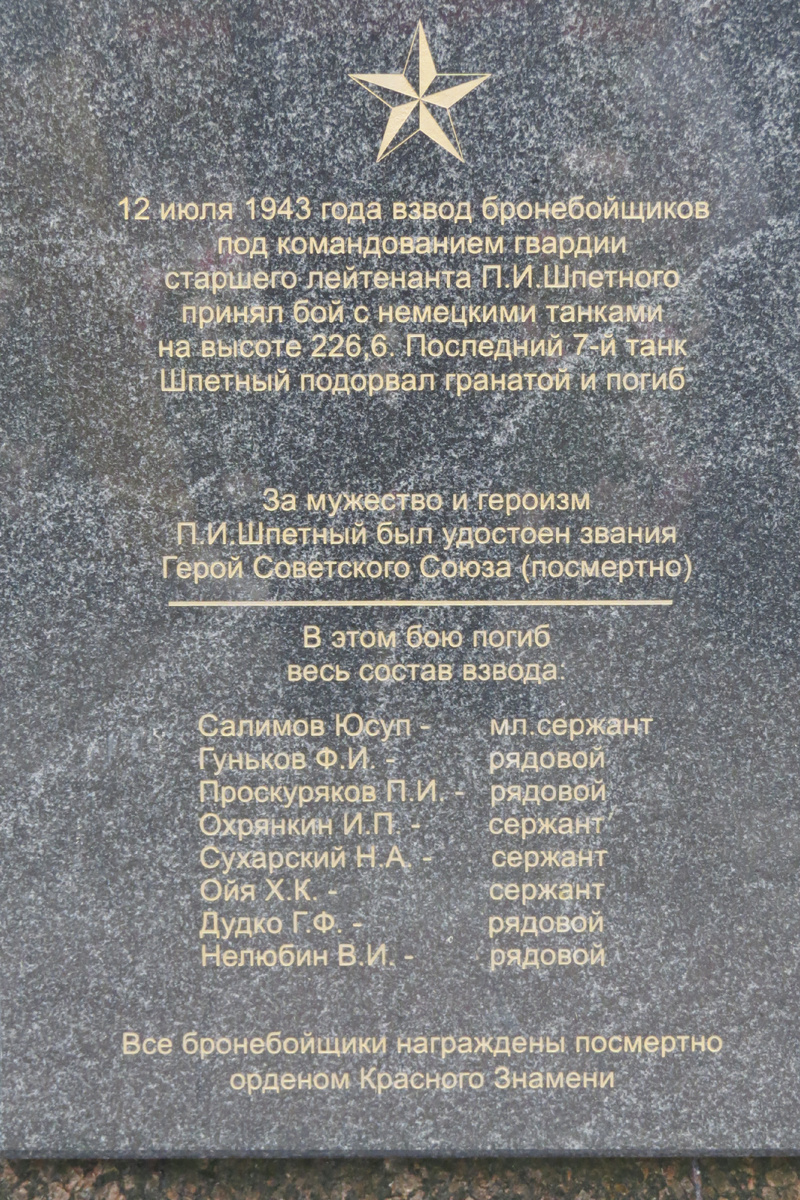 12 июля 1943 года взвод бронебойщиков
под командованием гвардии
старшего лейтенанта П.И.Шпетного
принял бой с немецкими танками
на высоте 226,6. Последний 7-й танк
Шпетный подорвал гранатой и погиб
За мужество и героизм
П.И.Шпетный был удостоен звания
Герой Советского Союза (посмертно)
В этом бою погиб
весь состав взвода:
Салимов Юсуп - мл.сержант
Гуньков Ф.И. - рядовой
Проскуряков П.И. - рядовой
Охрянкин И.П. - сержант
Сухарский Н.А. - сержант
Ойя Х.К. - сержант
Дудко Г.Ф. - рядовой
Нелюбин В.И. - рядовой
Все бронебойщики награждены посмертно
орденом Красного Знамени